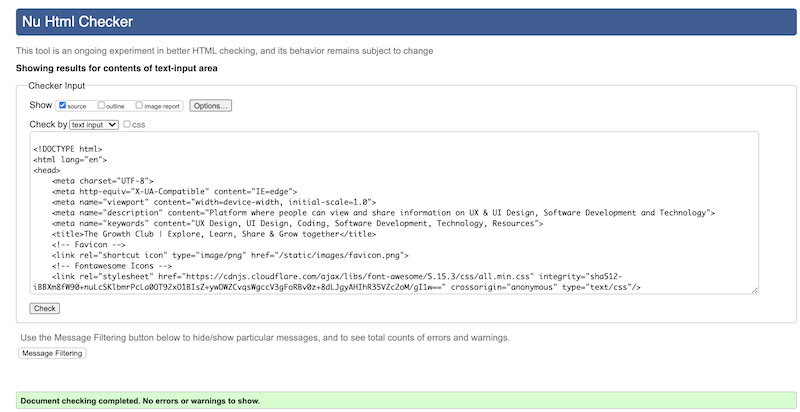 Nu Html Checker
This tool is an ongoing experiment in better HTML checking, and its behavior remains subject to change
Showing results for contents of text-input area
Checker Input
Show source outline image report Options...
Check by text input css
<!DOCTYPE html>
<html lang="en">
<head>
<meta charset="UTF-8">
<meta http-equiv="X-UA-Compatible" content="IE=edge">
<meta name="viewport" content="width=device-width, initial-scale=1.0">
<meta name="description" content="Platform where people can view and share information on UX & UI Design, Software Development and Technology">
<meta name="keywords" content="UX Design, UI Design, Coding, Software Development, Technology, Resources">
<title>The Growth Club | Explore, Learn, Share & Grow together</title>
<!-- Favicon -->
<link rel="shortcut icon" type="image/png" href="/static/images/favicon.png">
<!-- Fontawesome Icons -->
<link rel="stylesheet" href="https://cdnjs.cloudflare.com/ajax/libs/font-awesome/5.15.3/css/all.min.css" integrity="sha512-
iBBXm8fW90+nuLcSKlbmrPcLa0OT92xO1BIsZ+ywDWZCvqsWgccV3gFoRBv0z+8dLJgyAHIhR35VZc2oM/gI1w==" crossorigin="anonymous" type="text/css"/>
Check
Use the Message Filtering button below to hide/show particular messages, and to see total counts of errors and warnings.
Message Filtering
Document checking completed. No errors or warnings to show.